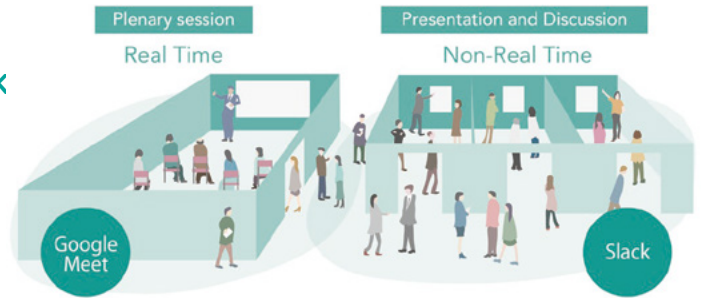 Plenary session
Real Time
Google
Meet
Presentation and Discussion
Non-Real Time
Slack